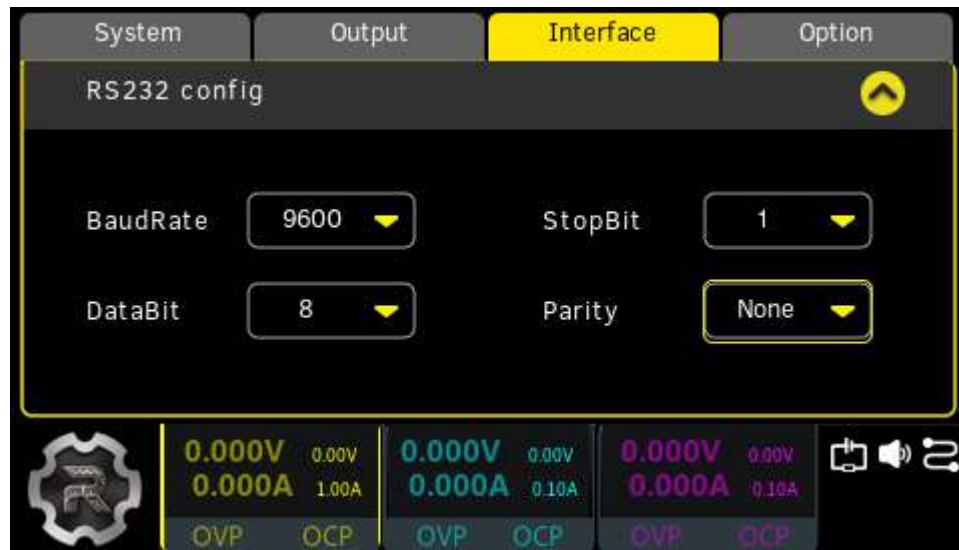 System Output Interface Option
RS232 config
BaudRate 9600 StopBit 1
DataBit 8 Parity None
0.000V 0.00V 0.000V 0.00V 0.000V 0.00V
0.000A 1.00A 0.000A 0.10A 0.000A 0.10A
OVP OCP OVP OCP OVP OCP